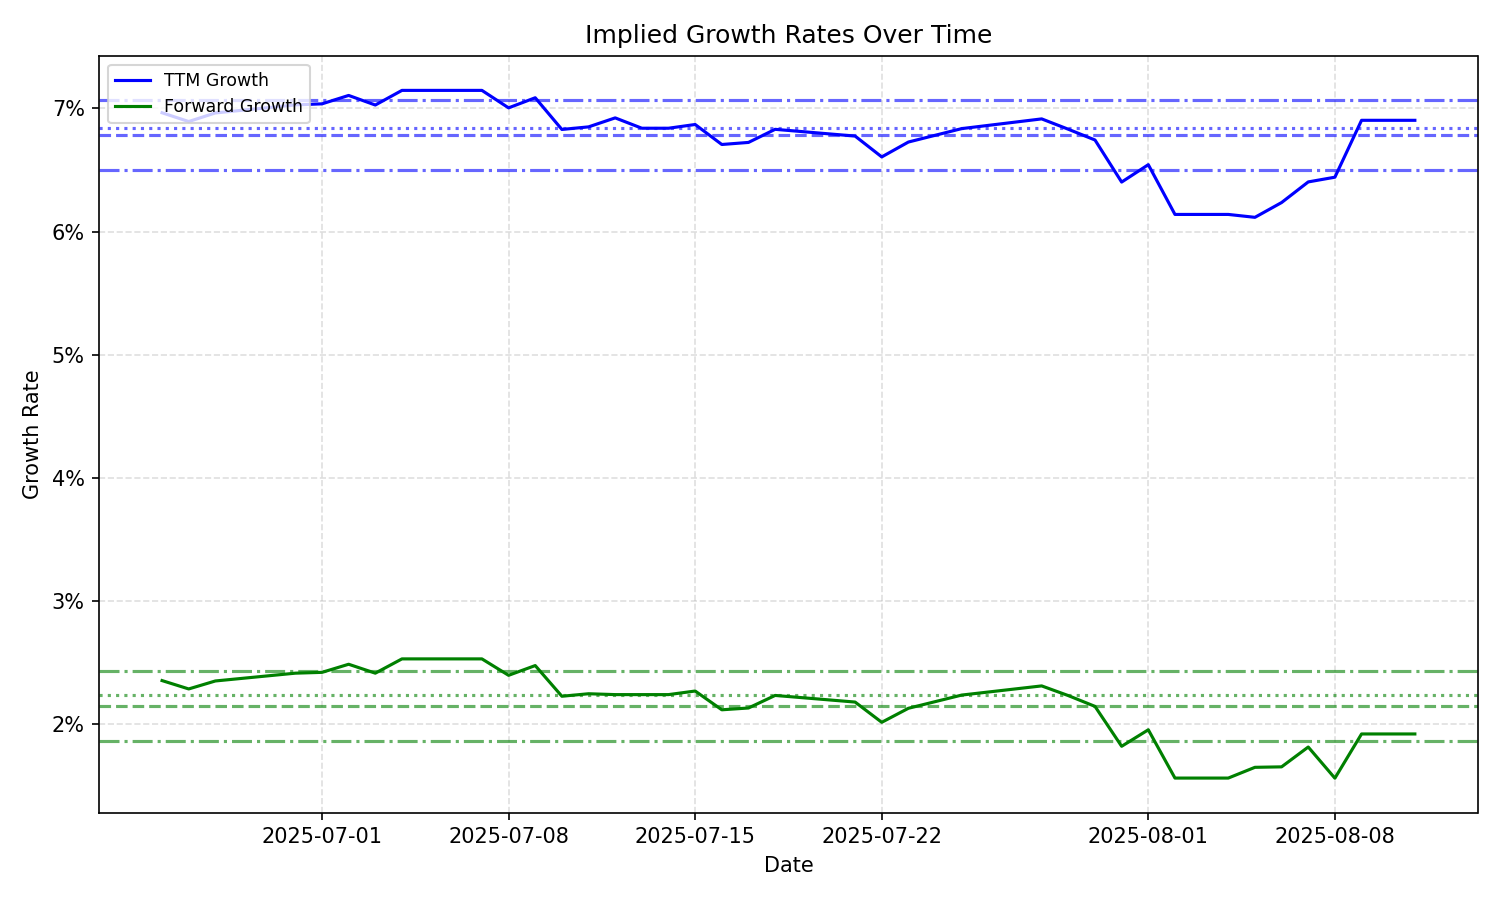 Implied Growth Rates Over Time
TTM Growth
Forward Growth
7%
6%
5%
4%
3%
2%
Growth Rate
2025-07-01
2025-07-08
2025-07-15
2025-07-22
2025-08-01
2025-08-08
Date